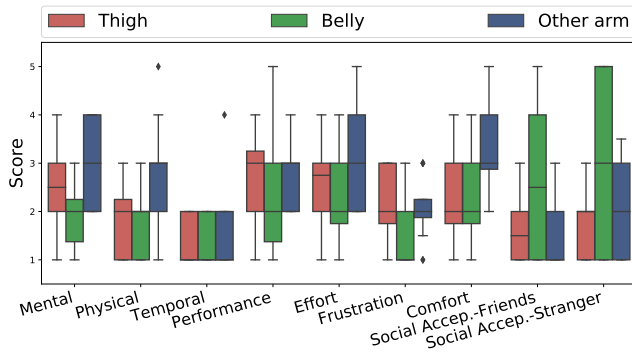 Thigh Belly Other arm
Score
5
4
3
2
1
Mental
Physical
Temporal
Performance
Effort
Frustration
Comfort
Social Accep.-Friends
Social Accep.-Stranger